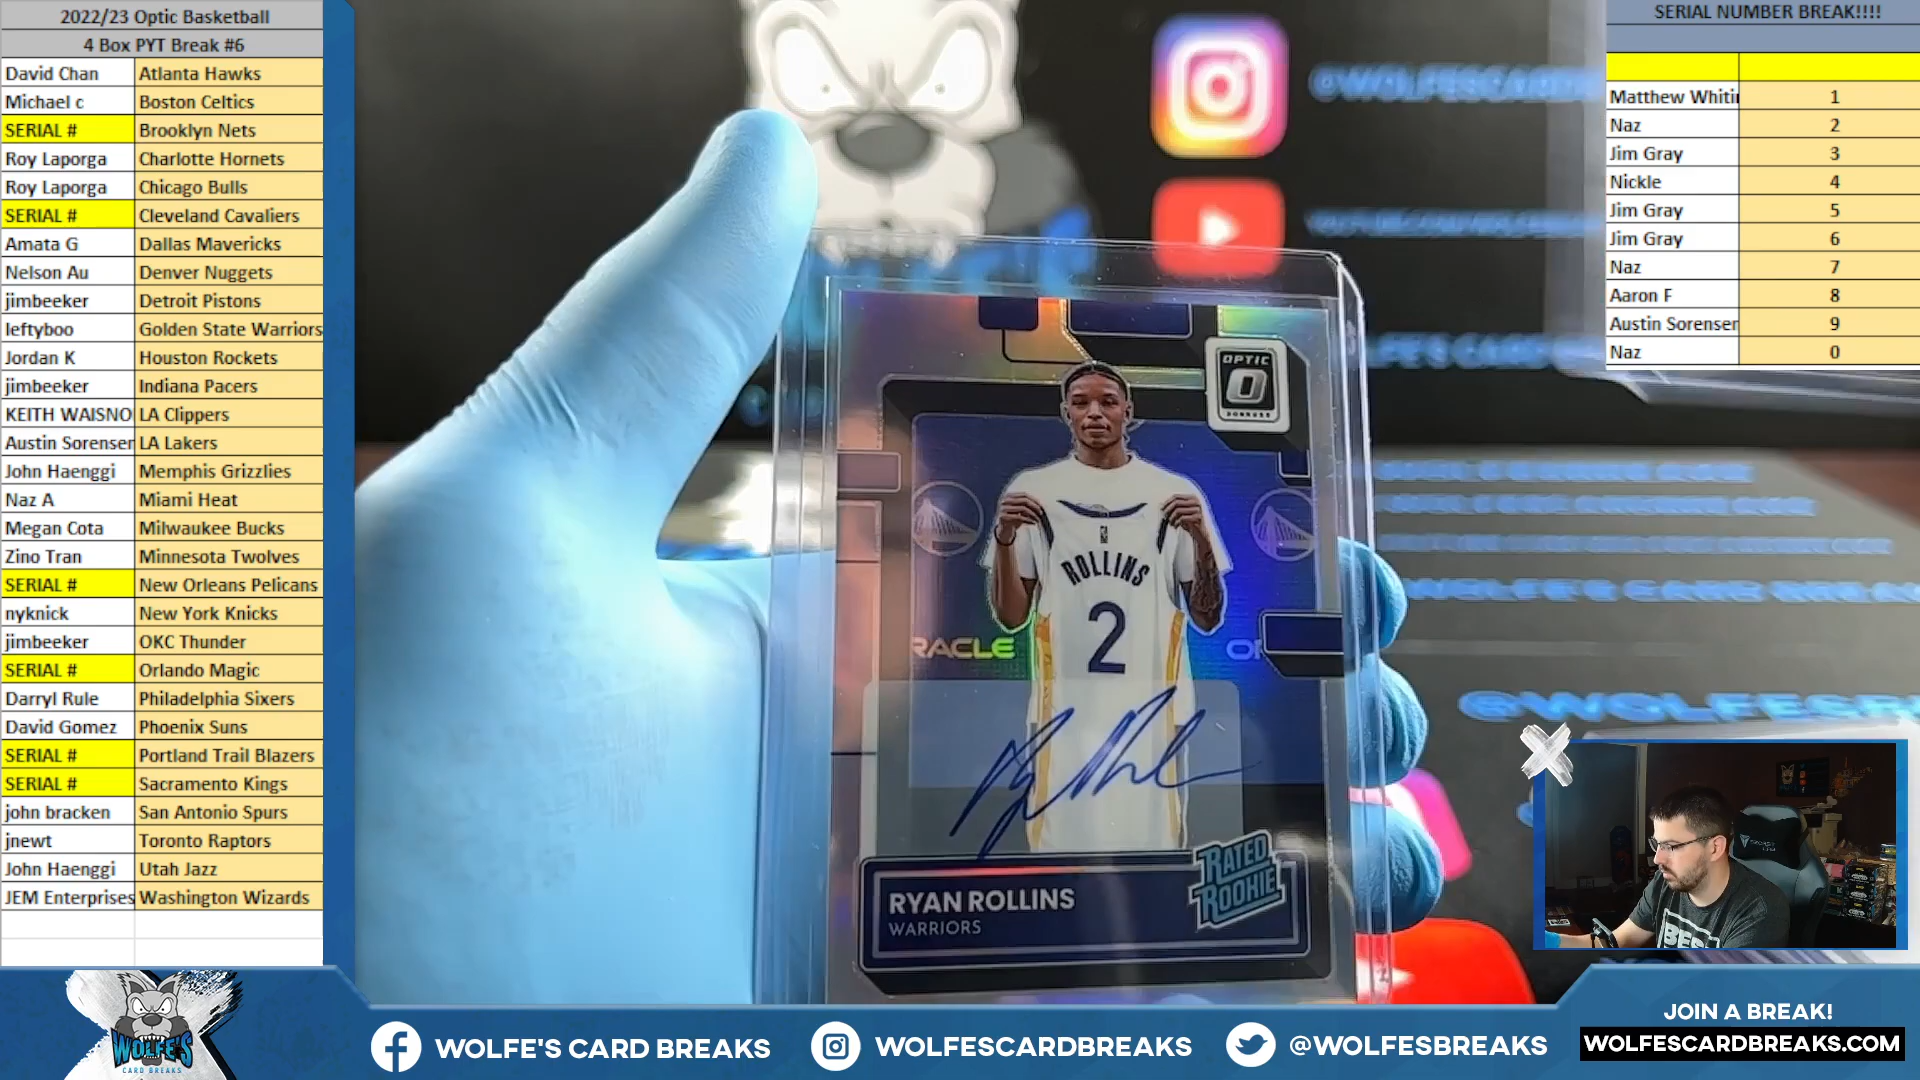 2022/23 Optic Basketball
4 Box PYT Break #6
David Chan Atlanta Hawks
Michael c Boston Celtics
SERIAL # Brooklyn Nets
Roy Laporga Charlotte Hornets
Roy Laporga Chicago Bulls
SERIAL # Cleveland Cavaliers
Amata G Dallas Mavericks
Nelson Au Denver Nuggets
jimbeeker Detroit Pistons
leftyboo Golden State Warriors
Jordan K Houston Rockets
jimbeeker Indiana Pacers
KEITH WAISNO LA Clippers
Austin Sorensen LA Lakers
John Haenggi Memphis Grizzlies
Naz A Miami Heat
Megan Cota Milwaukee Bucks
Zino Tran Minnesota Twolves
SERIAL # New Orleans Pelicans
nyknick New York Knicks
jimbeeker OKC Thunder
SERIAL # Orlando Magic
Darryl Rule Philadelphia Sixers
David Gomez Phoenix Suns
SERIAL # Portland Trail Blazers
SERIAL # Sacramento Kings
john bracken San Antonio Spurs
jnewt Toronto Raptors
John Haenggi Utah Jazz
JEM Enterprises Washington Wizards
SERIAL NUMBER BREAK!!!!
Matthew Whitin 1
Naz 2
Jim Gray 3
Nickle 4
Jim Gray 5
Jim Gray 6
Naz 7
Aaron F 8
Austin Sorensen 9
Naz 0
OPTIC
DONRUSS
ROLLINS
2
RACLE
RYAN ROLLINS
WARRIORS
RATED
ROOKIE
WOLFE'S
CARD BREAKS
WOLFE'S CARD BREAKS
WOLFESCARDBREAKS
@WOLFESBREAKS
JOIN A BREAK!
WOLFESCARDBREAKS.COM